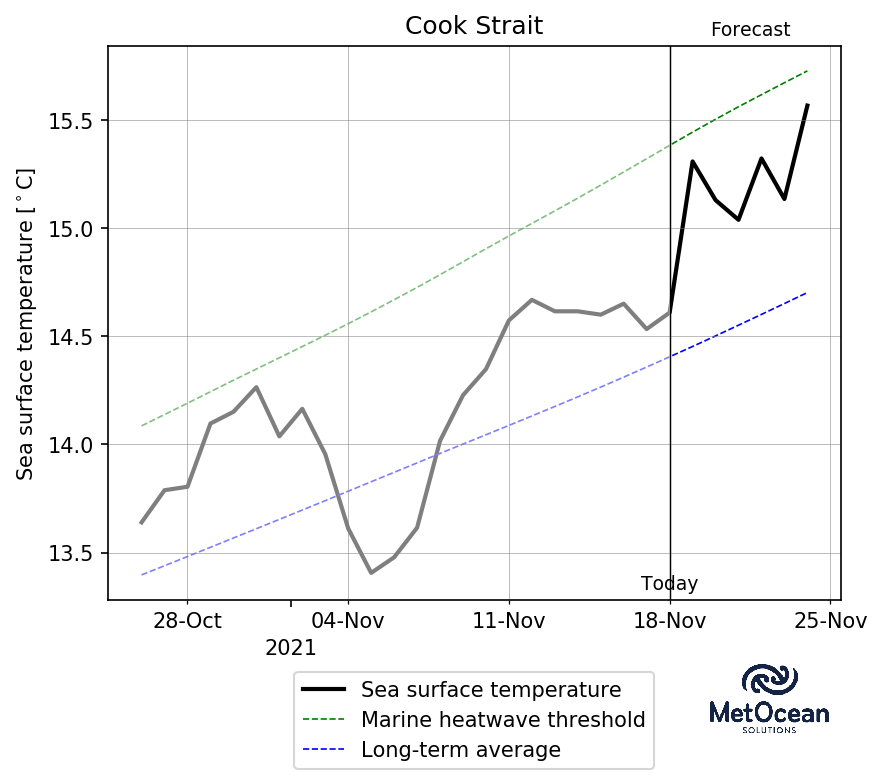 Cook Strait
Forecast
Sea surface temperature [°C]
15.5
15.0
14.5
14.0
13.5
Today
28-Oct 04-Nov 11-Nov 18-Nov 25-Nov
2021
Sea surface temperature
Marine heatwave threshold
Long-term average
MetOcean
SOLUTIONS